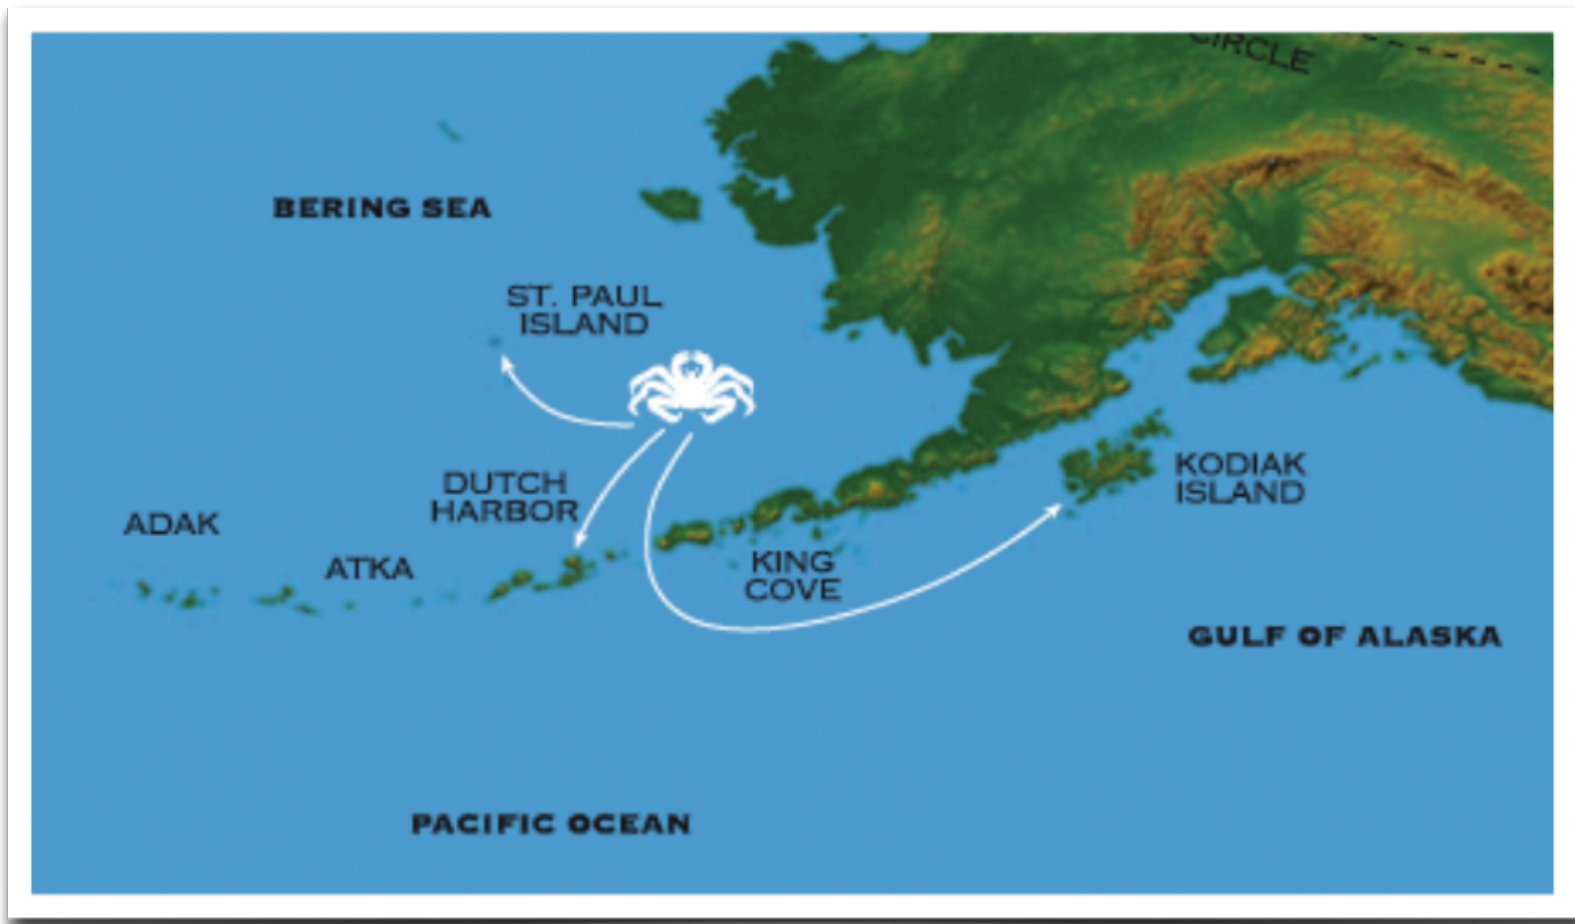 CIRCLE
BERING SEA
ST. PAUL
ISLAND
DUTCH
HARBOR
KODIAK
ISLAND
ADAK
ATKA
KING
COVE
GULF OF ALASKA
PACIFIC OCEAN